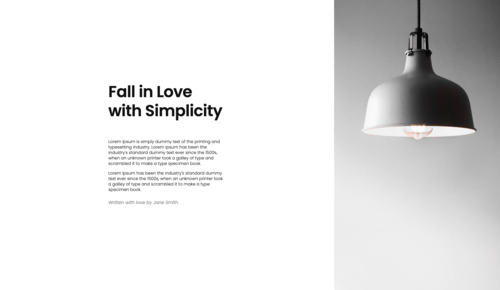 Fall in Love
with Simplicity
Lorem Ipsum is simply dummy text of the printing and
typesetting industry. Lorem Ipsum has been the
industry's standard dummy text ever since the 1500s,
when an unknown printer took a galley of type and
scrambled it to make a type specimen book.
Lorem Ipsum has been the industry's standard dummy
text ever since the 1500s, when an unknown printer took
a galley of type and scrambled it to make a type
specimen book.
Written with love by Jane Smith